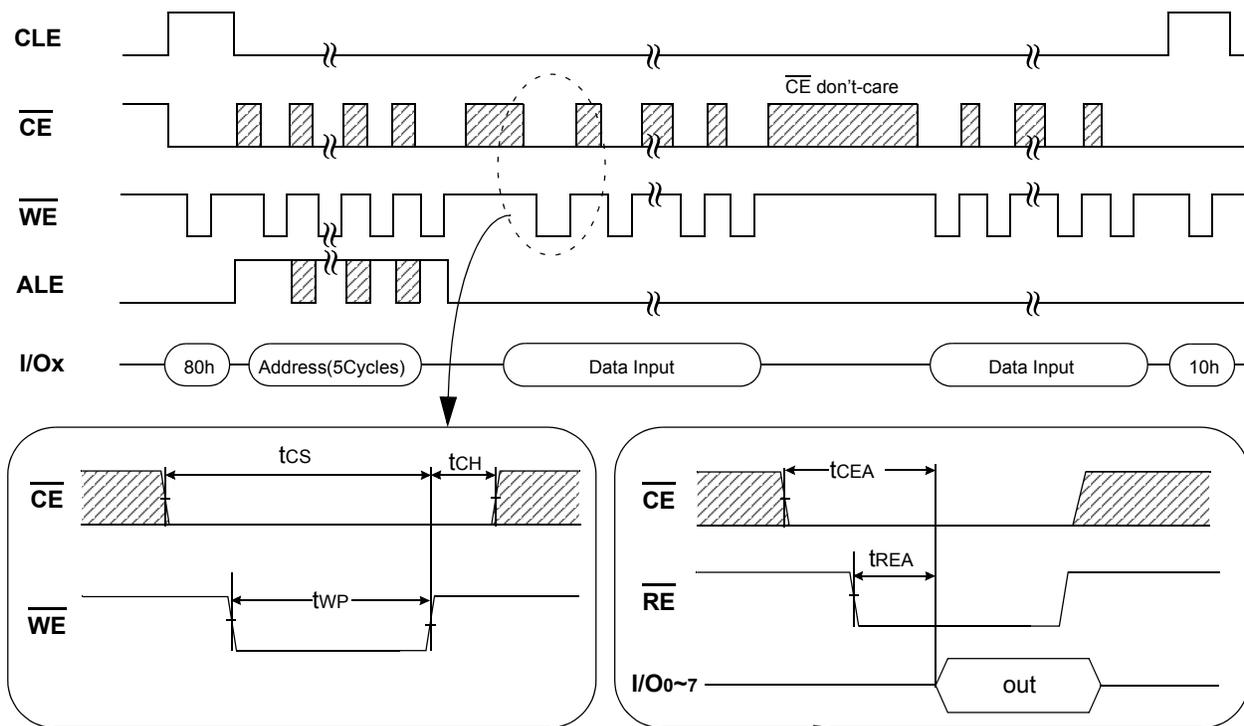 CLE
CE don't-care
CE
WE
ALE
I/Ox 80h Address(5Cycles) Data Input Data Input 10h
tCS tCH
CE
tWP
WE
tCEA
CE
tREA
RE
I/O0~7 out